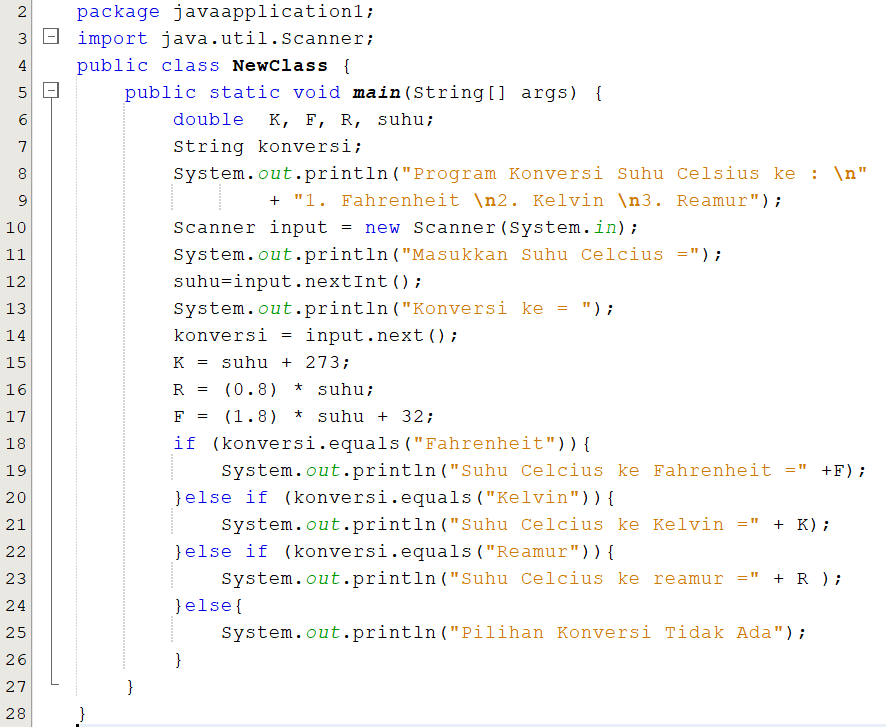 2 package javaapplication1;
3 import java.util.Scanner;
4 public class NewClass {
5     public static void main(String[] args) {
6         double  K, F, R, suhu;
7         String konversi;
8         System.out.println("Program Konversi Suhu Celsius ke : \n"
9                 + "1. Fahrenheit \n2. Kelvin \n3. Reamur");
10         Scanner input = new Scanner(System.in);
11         System.out.println("Masukkan Suhu Celcius =");
12         suhu=input.nextInt();
13         System.out.println("Konversi ke = ");
14         konversi = input.next();
15         K = suhu + 273;
16         R = (0.8) * suhu;
17         F = (1.8) * suhu + 32;
18         if (konversi.equals("Fahrenheit")){
19             System.out.println("Suhu Celcius ke Fahrenheit =" +F);
20         }else if (konversi.equals("Kelvin")){
21             System.out.println("Suhu Celcius ke Kelvin =" + K);
22         }else if (konversi.equals("Reamur")){
23             System.out.println("Suhu Celcius ke reamur =" + R );
24         }else{
25             System.out.println("Pilihan Konversi Tidak Ada");
26         }
27     }
28 }